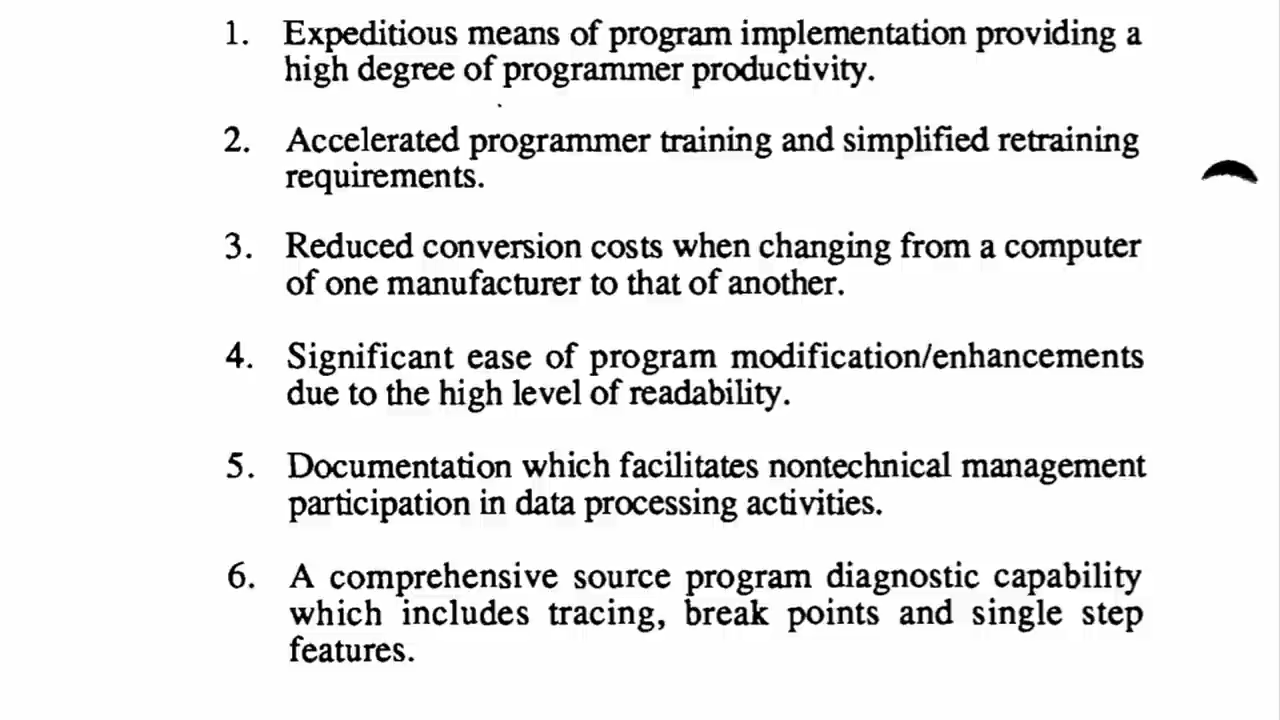 1. Expeditious means of program implementation providing a
high degree of programmer productivity.
2. Accelerated programmer training and simplified retraining
requirements.
3. Reduced conversion costs when changing from a computer
of one manufacturer to that of another.
4. Significant ease of program modification/enhancements
due to the high level of readability.
5. Documentation which facilitates nontechnical management
participation in data processing activities.
6. A comprehensive source program diagnostic capability
which includes tracing, break points and single step
features.